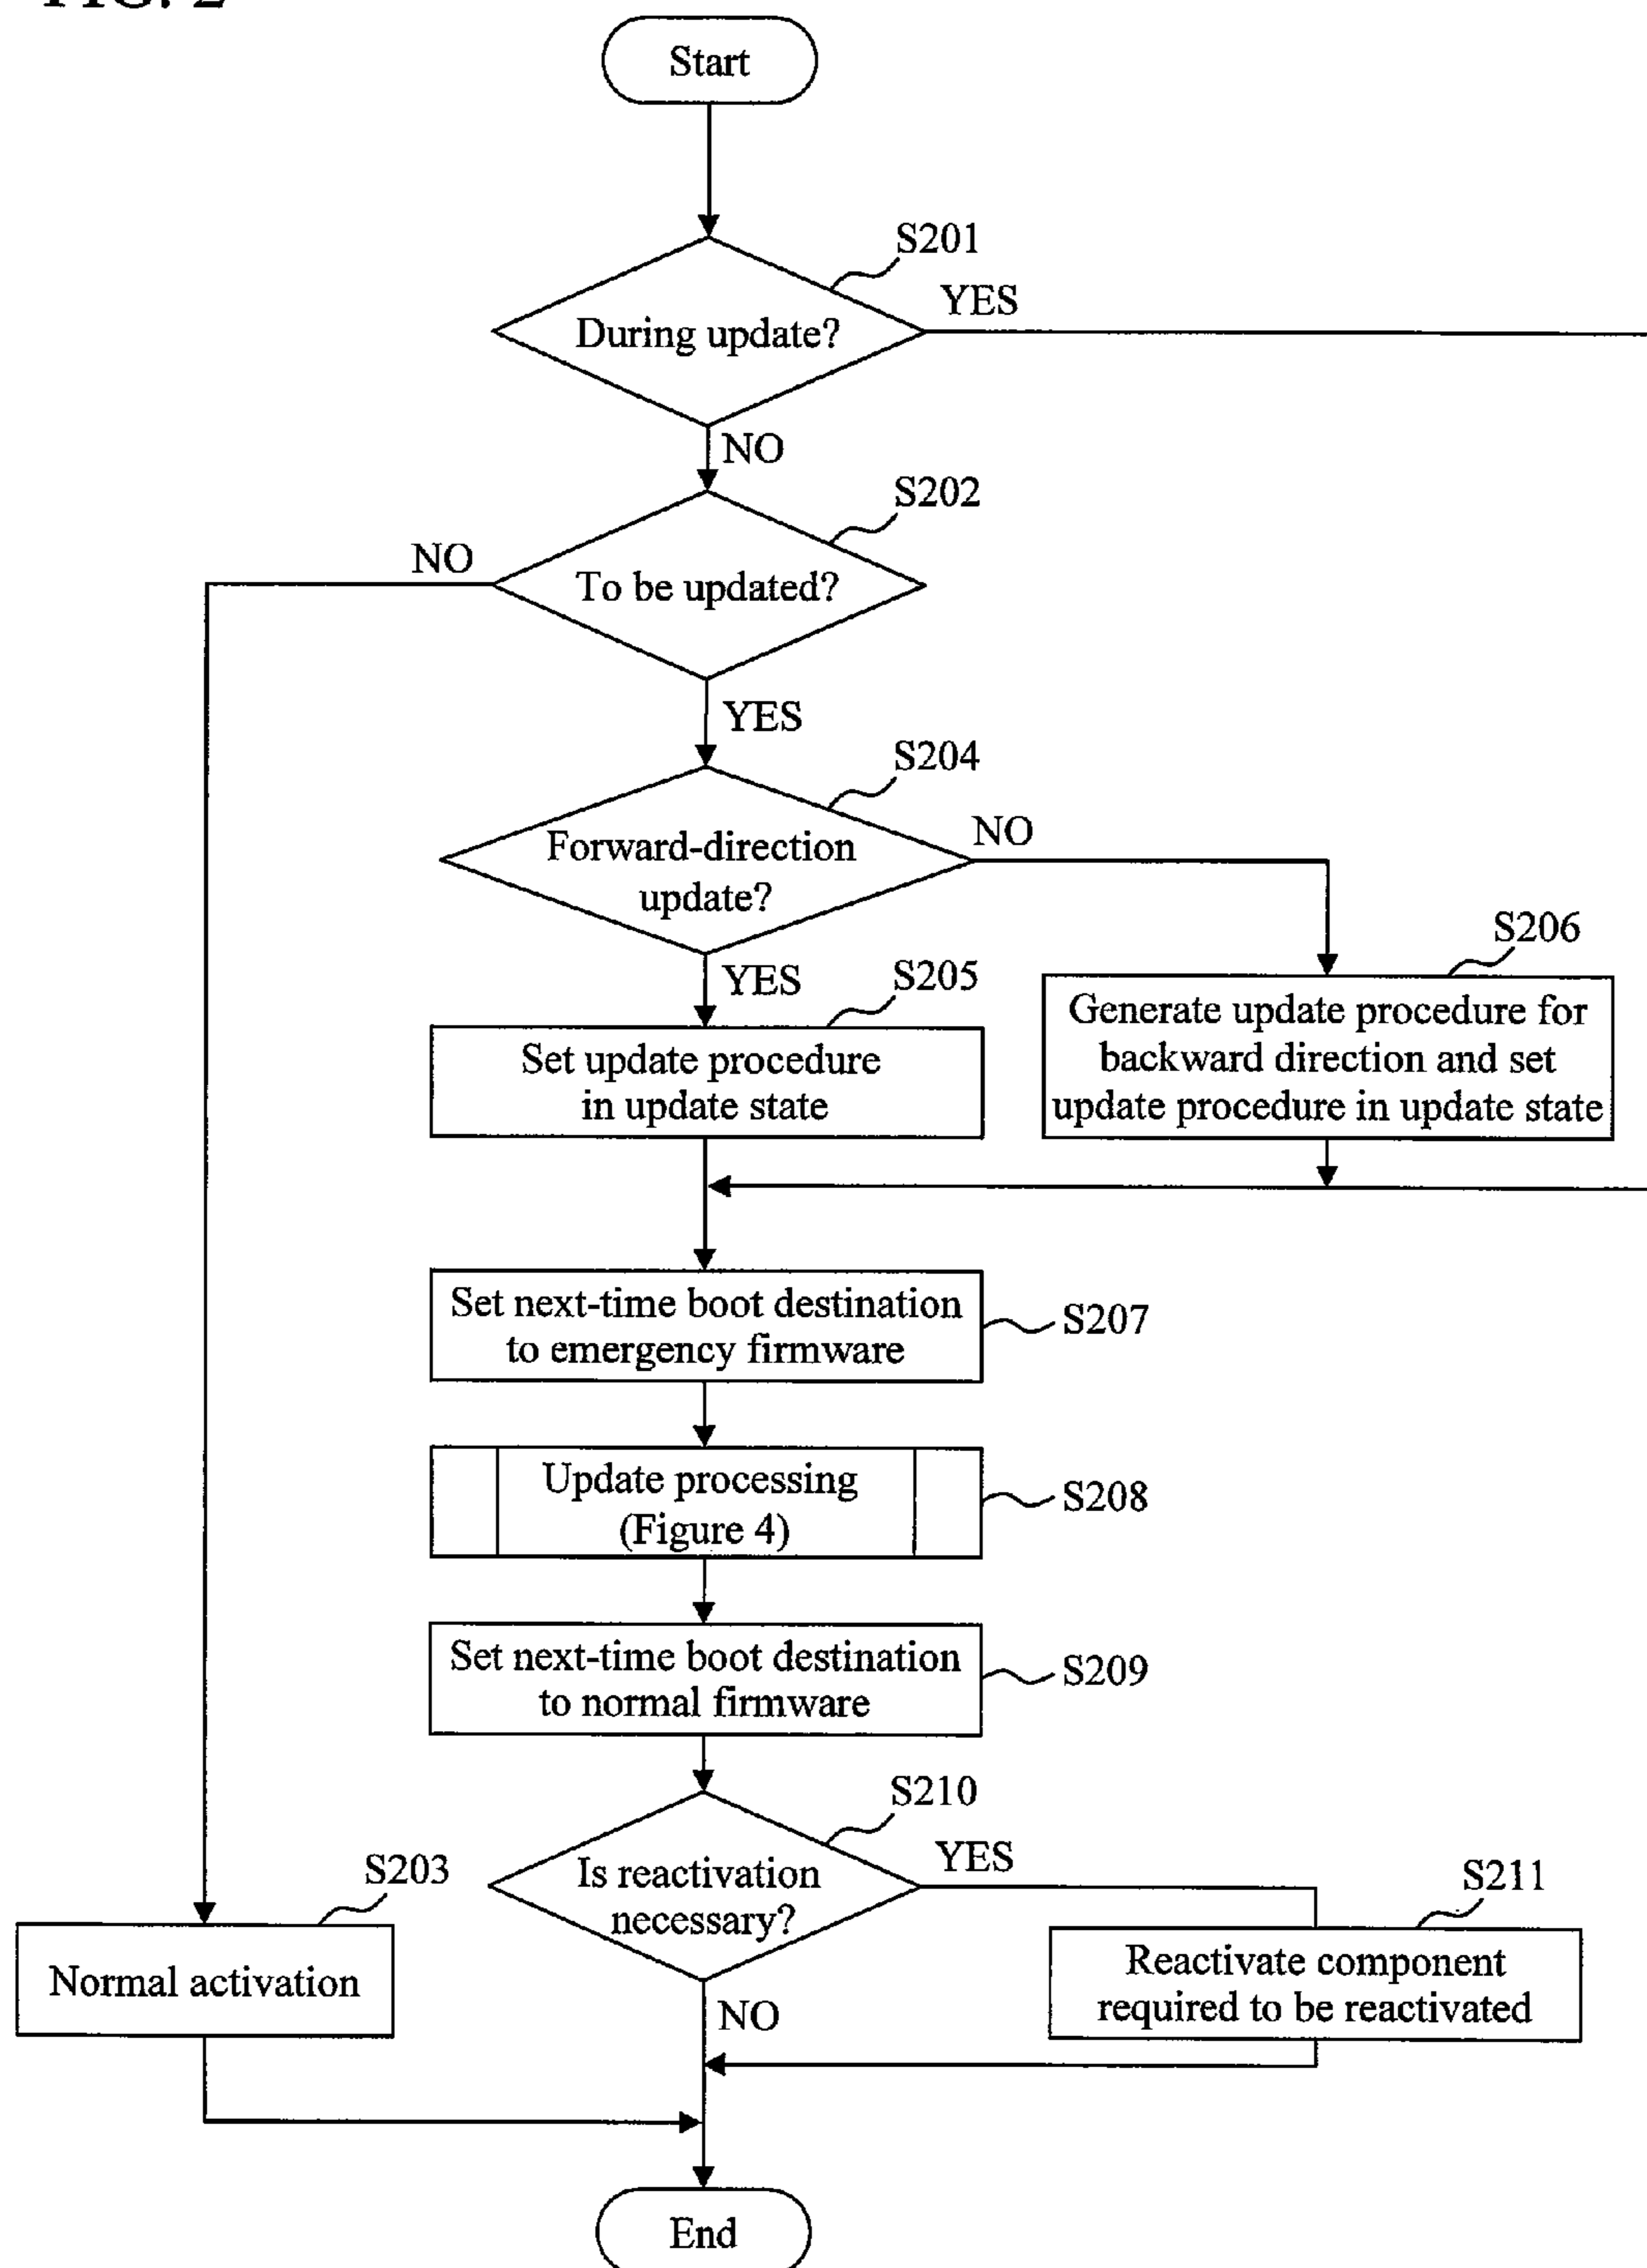 FIG. 2
Start
S201
YES
During update?
NO
S202
NO
To be updated?
YES
S204
NO
Forward-direction
update?
S206
YES
S205
Generate update procedure for
backward direction and set
update procedure in update state
Set update procedure
in update state
Set next-time boot destination
to emergency firmware
S207
Update processing
(Figure 4)
S208
Set next-time boot destination
to normal firmware
S209
S210
YES
Is reactivation
necessary?
S203
S211
Normal activation
Reactivate component
required to be reactivated
NO
End